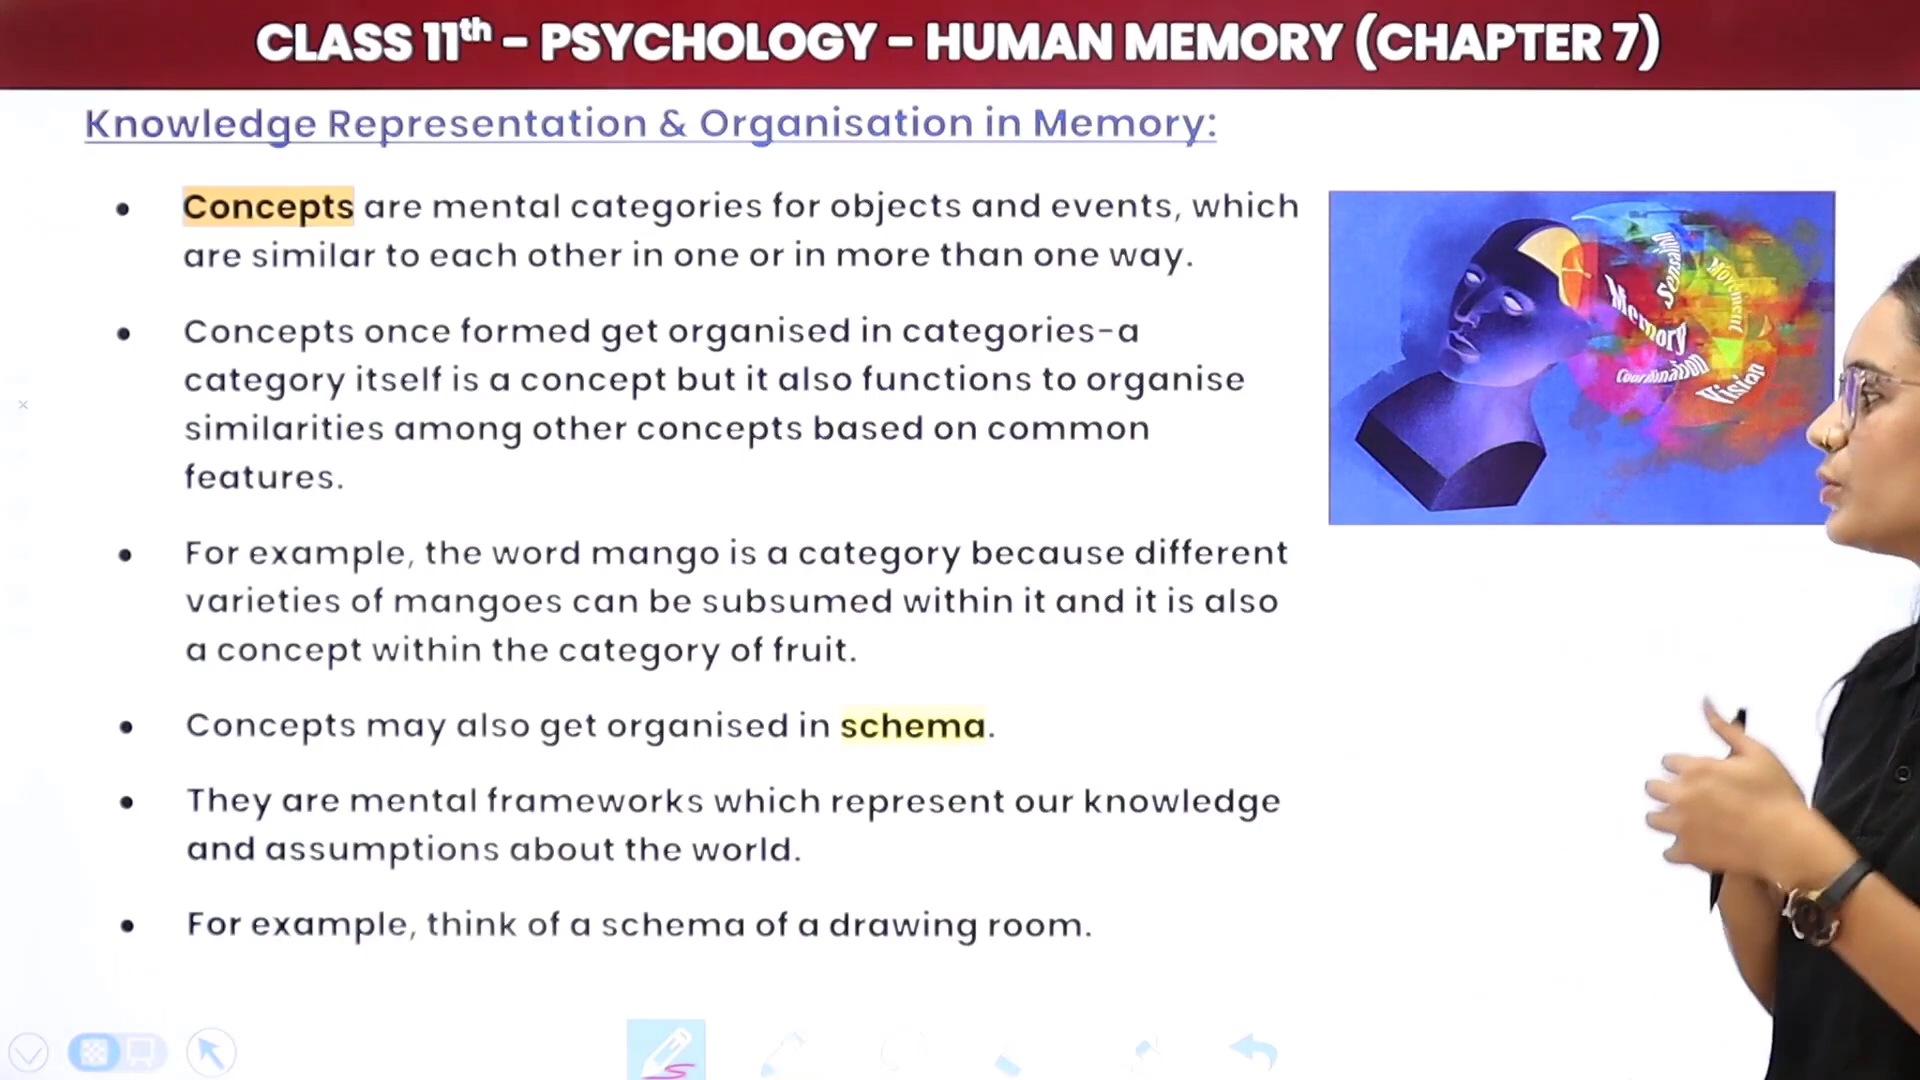 CLASS 11th - PSYCHOLOGY - HUMAN MEMORY (CHAPTER 7)
Knowledge Representation & Organisation in Memory:
• Concepts are mental categories for objects and events, which
are similar to each other in one or in more than one way.
• Concepts once formed get organised in categories-a
category itself is a concept but it also functions to organise
similarities among other concepts based on common
features.
• For example, the word mango is a category because different
varieties of mangoes can be subsumed within it and it is also
a concept within the category of fruit.
• Concepts may also get organised in schema.
• They are mental frameworks which represent our knowledge
and assumptions about the world.
• For example, think of a schema of a drawing room.
Memory
Movement
Coordination
Vision